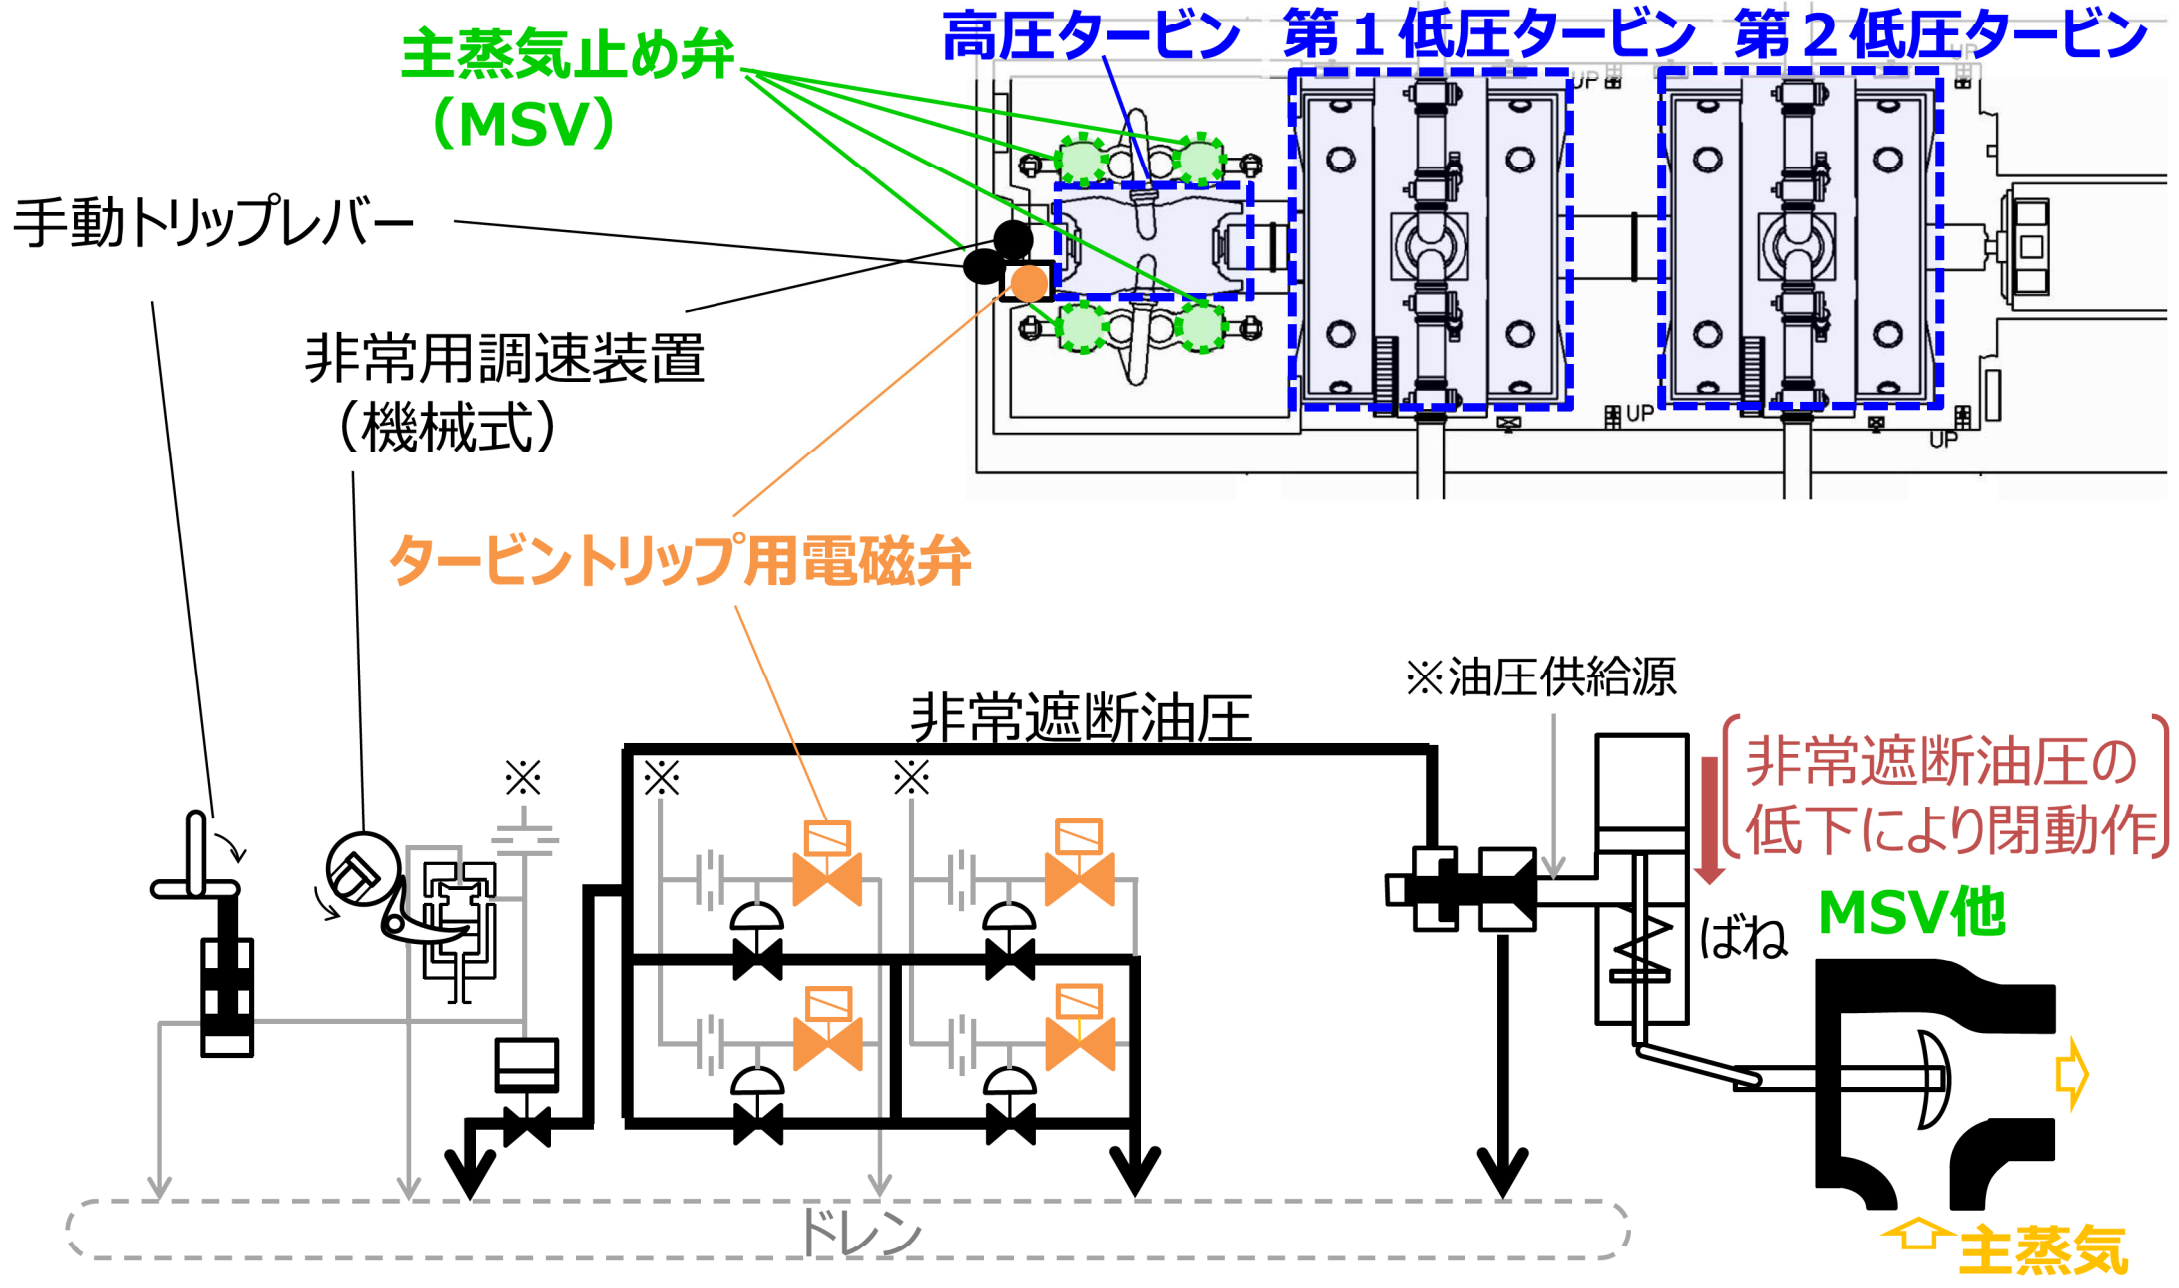 高圧タービン
第１低圧タービン
第２低圧タービン
主蒸気止め弁
（MSV）
UP
UP
手動トリップレバー
非常用調速装置
（機械式）
UP
UP
タービントリップ用電磁弁
※油圧供給源
非常遮断油圧
非常遮断油圧の
低下により閉動作
※
※
※
MSV他
ばね
ドレン
主蒸気